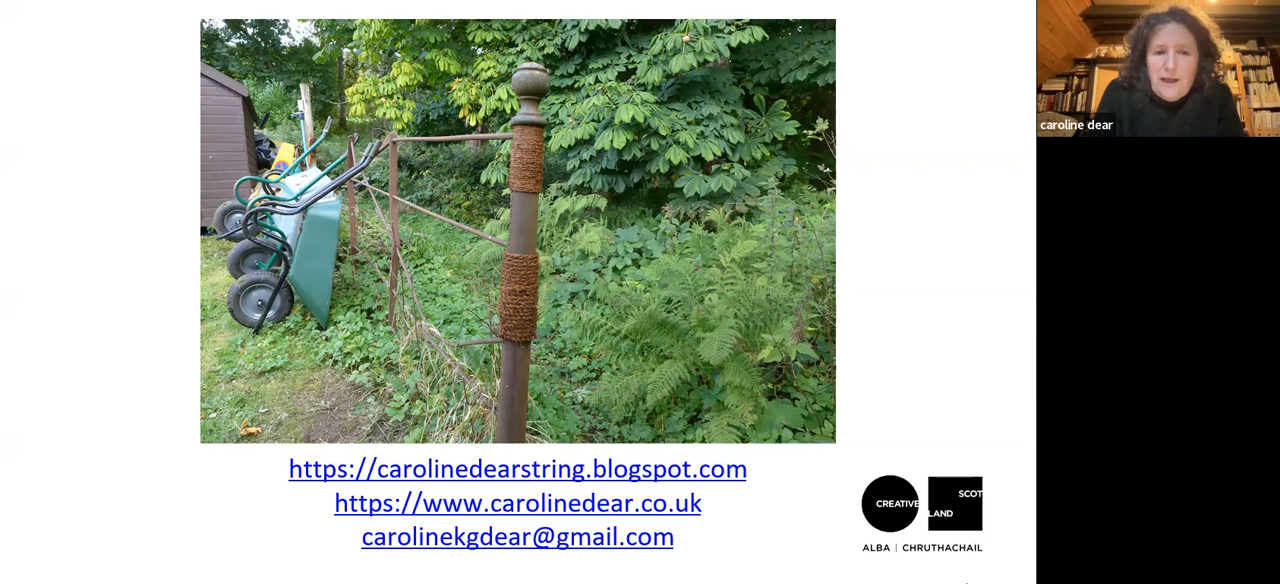 caroline dear
https://carolinedearstring.blogspot.com
https://www.carolinedear.co.uk
carolinekgdear@gmail.com
CREATIVE
SCOT
LAND
ALBA | CHRUTHACHAIL